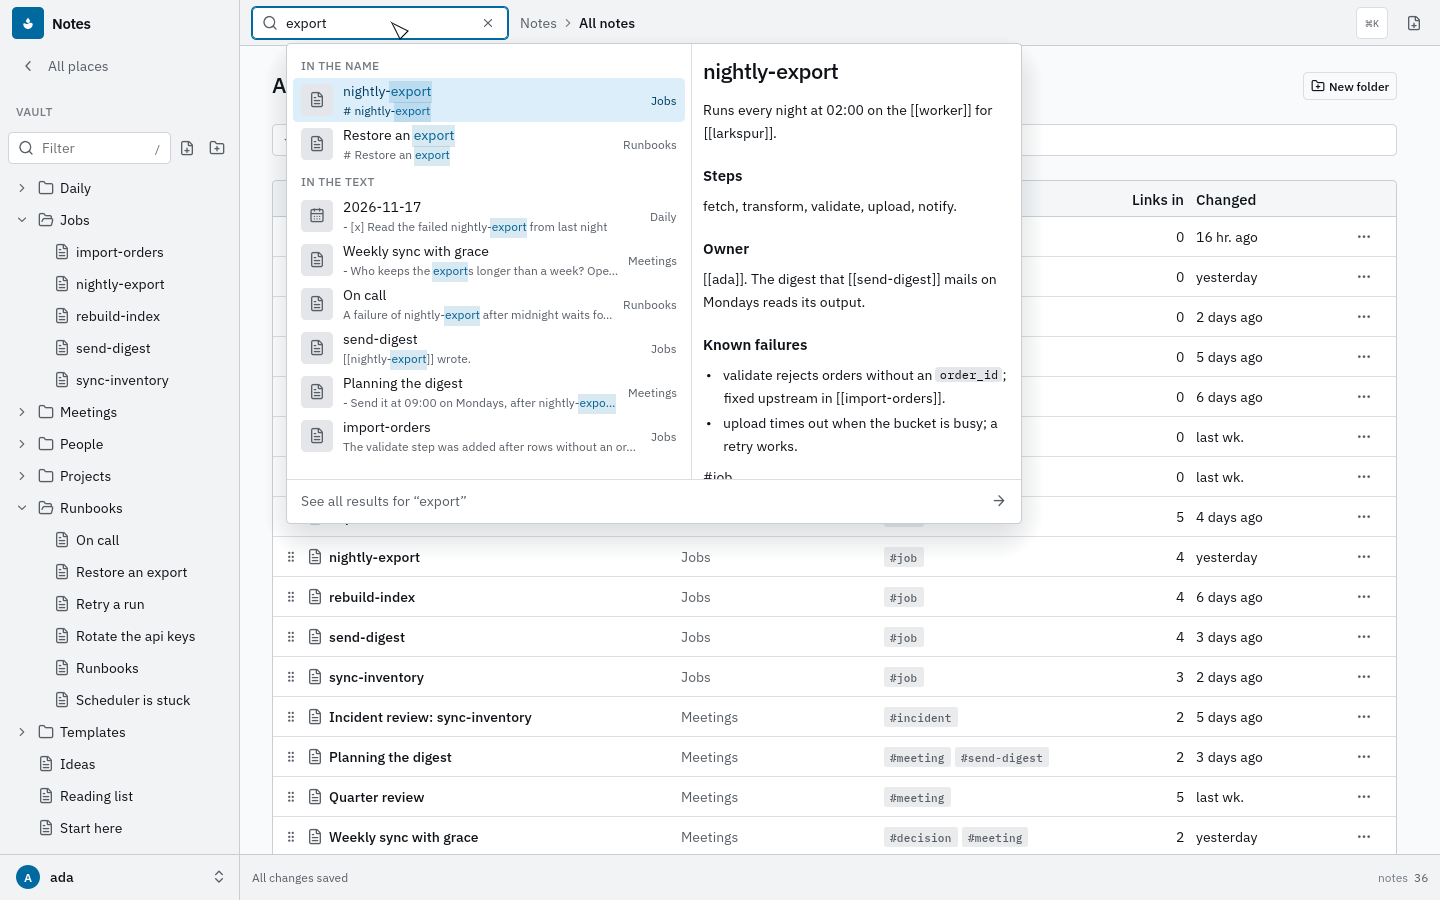 Notes
All places
VAULT
Filter /
Daily
Jobs
import-orders
nightly-export
rebuild-index
send-digest
sync-inventory
Meetings
People
Projects
Runbooks
On call
Restore an export
Retry a run
Rotate the api keys
Runbooks
Scheduler is stuck
Templates
Ideas
Reading list
Start here
A ada
export
Notes > All notes
⌘K
New folder
IN THE NAME
nightly-export
# nightly-export
Jobs
Restore an export
# Restore an export
Runbooks
IN THE TEXT
2026-11-17
- [x] Read the failed nightly-export from last night
Daily
Weekly sync with grace
- Who keeps the exports longer than a week? Ope…
Meetings
On call
A failure of nightly-export after midnight waits fo…
Runbooks
send-digest
[[nightly-export]] wrote.
Jobs
Planning the digest
- Send it at 09:00 on Mondays, after nightly-expo…
Meetings
import-orders
The validate step was added after rows without an or…
Jobs
See all results for “export”
nightly-export
Runs every night at 02:00 on the [[worker]] for
[[larkspur]].
Steps
fetch, transform, validate, upload, notify.
Owner
[[ada]]. The digest that [[send-digest]] mails on
Mondays reads its output.
Known failures
• validate rejects orders without an order_id;
fixed upstream in [[import-orders]].
• upload times out when the bucket is busy; a
retry works.
#job
Links in Changed
0 16 hr. ago
0 yesterday
0 2 days ago
0 5 days ago
0 6 days ago
0 last wk.
0 last wk.
5 4 days ago
nightly-export Jobs #job 4 yesterday
rebuild-index Jobs #job 4 6 days ago
send-digest Jobs #job 4 3 days ago
sync-inventory Jobs #job 3 2 days ago
Incident review: sync-inventory Meetings #incident 2 5 days ago
Planning the digest Meetings #meeting #send-digest 2 3 days ago
Quarter review Meetings #meeting 5 last wk.
Weekly sync with grace Meetings #decision #meeting 2 yesterday
All changes saved
notes 36